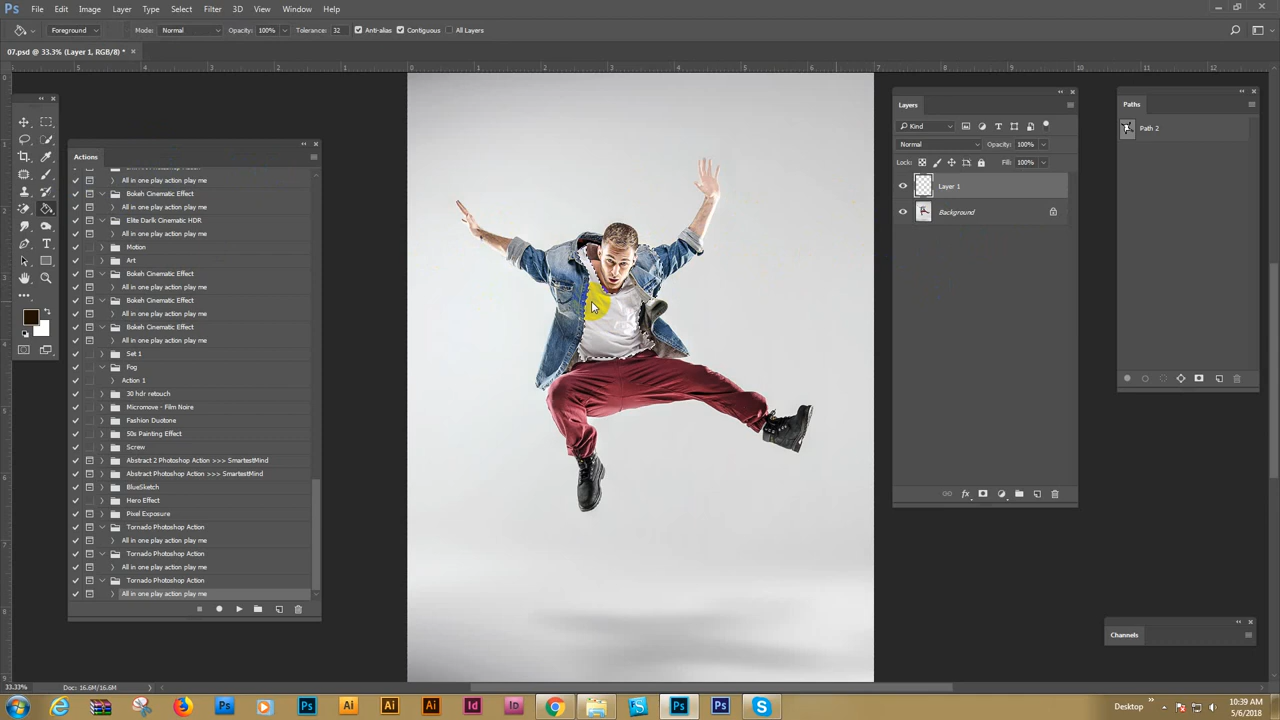 Ps File Edit Image Layer Type Select Filter 3D View Window Help
Foreground Mode: Normal Opacity: 100% Tolerance: 32 Anti-alias Contiguous All Layers
07.psd @ 33.3% (Layer 1, RGB/8) * ×
Actions
All in one play action play me
Bokeh Cinematic Effect
All in one play action play me
Elite Darlk Cinematic HDR
All in one play action play me
Motion
Art
Bokeh Cinematic Effect
All in one play action play me
Bokeh Cinematic Effect
All in one play action play me
Bokeh Cinematic Effect
All in one play action play me
Set 1
Fog
Action 1
30 hdr retouch
Micromove - Film Noire
Fashion Duotone
50s Painting Effect
Screw
Abstract 2 Photoshop Action >>> SmartestMind
Abstract Photoshop Action >>> SmartestMind
BlueSketch
Hero Effect
Pixel Exposure
Tornado Photoshop Action
All in one play action play me
Tornado Photoshop Action
All in one play action play me
Tornado Photoshop Action
All in one play action play me
Layers
Kind
Normal Opacity: 100%
Lock: Fill: 100%
Layer 1
Background
Paths
Path 2
Channels
33.33% Doc: 16.6M/16.6M
Desktop
10:39 AM
5/6/2018